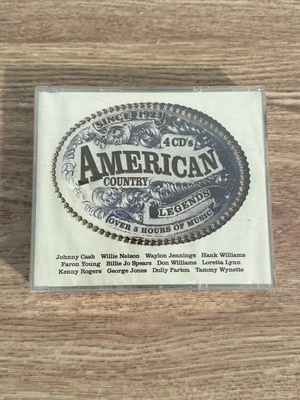 SINCE 1923
4 CD's
AMERICAN
COUNTRY
LEGENDS
OVER 3 HOURS OF MUSIC
Johnny Cash Willie Nelson Waylon Jennings Hank Williams
Faron Young Billie Jo Spears Don Williams Loretta Lynn
Kenny Rogers George Jones Dolly Parton Tammy Wynette